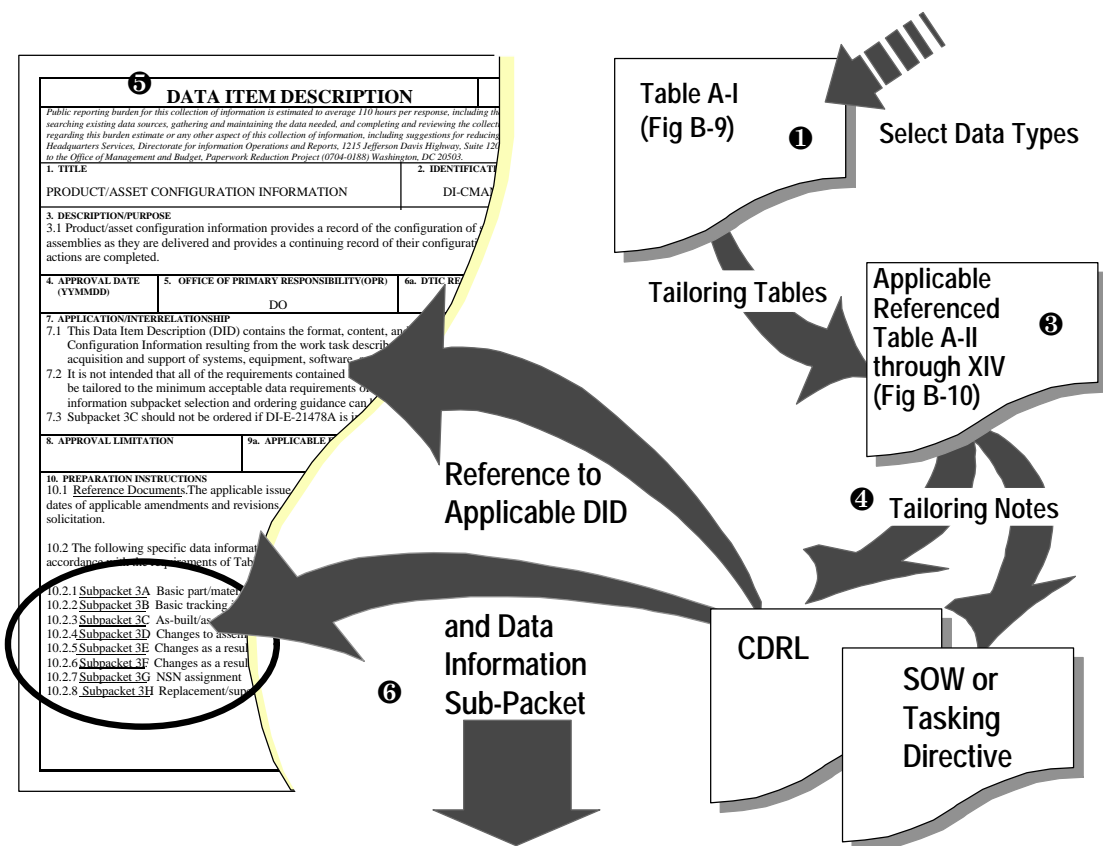 ❺
DATA ITEM DESCRIPTION
Public reporting burden for this collection of information is estimated to average 110 hours per response, including the
searching existing data sources, gathering and maintaining the data needed, and completing and reviewing the collect
regarding this burden estimate or any other aspect of this collection of information, including suggestions for reducing
Headquarters Services, Directorate for information Operations and Reports, 1215 Jefferson Davis Highway, Suite 120
to the Office of Management and Budget, Paperwork Reduction Project (0704-0188) Washington, DC 20503.
1. TITLE
2. IDENTIFICATI
PRODUCT/ASSET CONFIGURATION INFORMATION
DI-CMA
3. DESCRIPTION/PURPOSE
3.1 Product/asset configuration information provides a record of the configuration of
assemblies as they are delivered and provides a continuing record of their configurati
actions are completed.
4. APPROVAL DATE
(YYMMDD)
5. OFFICE OF PRIMARY RESPONSIBILITY(OPR)
DO
6a. DTIC RE
7. APPLICATION/INTERRELATIONSHIP
7.1 This Data Item Description (DID) contains the format, content, an
Configuration Information resulting from the work task describ
acquisition and support of systems, equipment, software,
7.2 It is not intended that all of the requirements contained
be tailored to the minimum acceptable data requirements o
information subpacket selection and ordering guidance can
7.3 Subpacket 3C should not be ordered if DI-E-21478A is i
8. APPROVAL LIMITATION
9a. APPLICABLE
10. PREPARATION INSTRUCTIONS
10.1 Reference Documents.The applicable issue
dates of applicable amendments and revisions
solicitation.
10.2 The following specific data informat
accordance with the requirements of Tab
10.2.1 Subpacket 3A Basic part/mater
10.2.2 Subpacket 3B Basic tracking
10.2.3 Subpacket 3C As-built/as
10.2.4 Subpacket 3D Changes to assem
10.2.5 Subpacket 3E Changes as a resul
10.2.6 Subpacket 3F Changes as a resul
10.2.7 Subpacket 3G NSN assignment
10.2.8 Subpacket 3H Replacement/sup
Table A-I
(Fig B-9)
❶
Select Data Types
Tailoring Tables
Applicable
Referenced
Table A-II
through XIV
(Fig B-10)
❸
❹ Tailoring Notes
Reference to
Applicable DID
and Data
Information
Sub-Packet
❻
CDRL
SOW or
Tasking
Directive